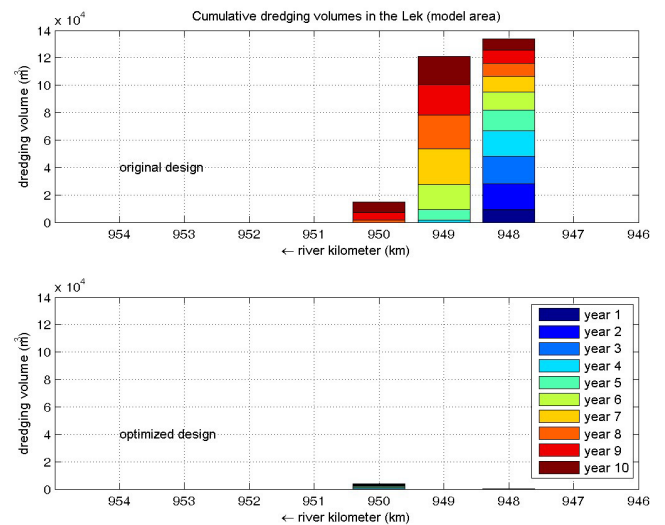 Cumulative dredging volumes in the Lek (model area)
x 10^4
14
12
10
8
6
4
2
0
dredging volume (m^3)
original design
954 953 952 951 950 949 948 947 946
← river kilometer (km)
x 10^4
14
12
10
8
6
4
2
0
dredging volume (m^3)
optimized design
year 1
year 2
year 3
year 4
year 5
year 6
year 7
year 8
year 9
year 10
954 953 952 951 950 949 948 947 946
← river kilometer (km)